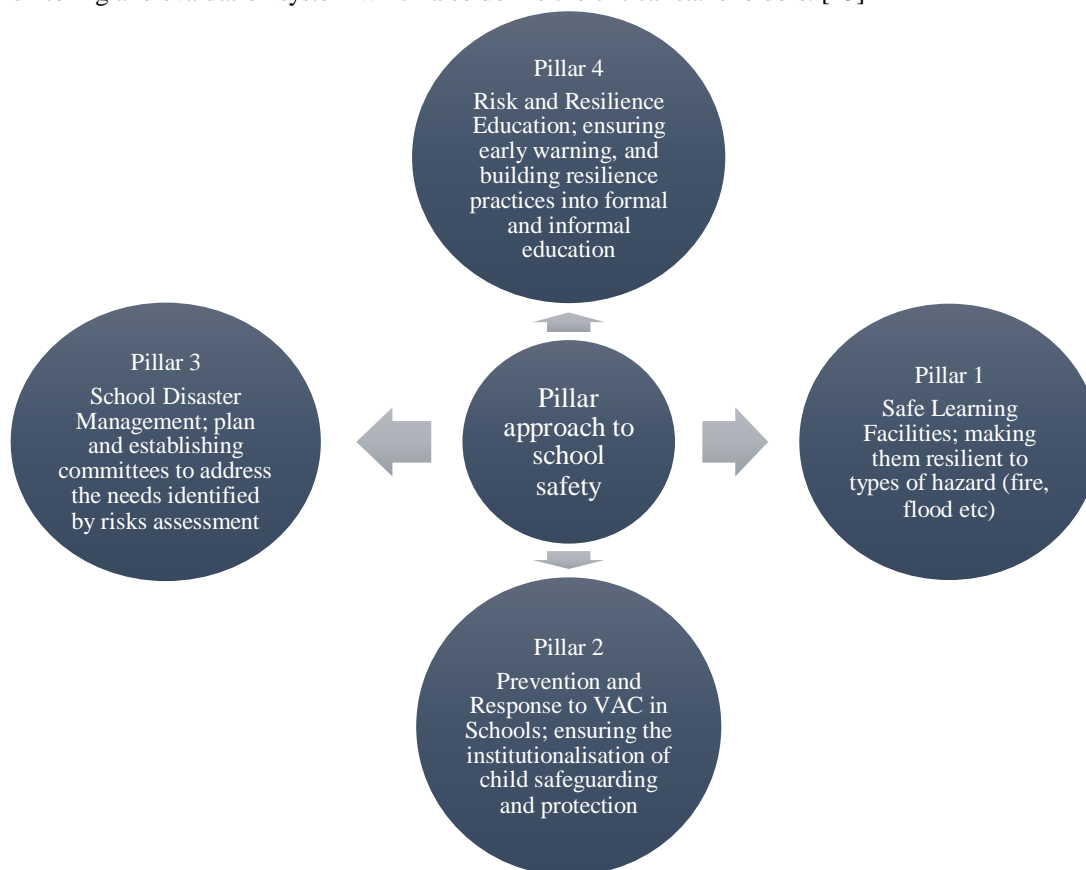 Pillar 4
Risk and Resilience
Education; ensuring
early warning, and
building resilience
practices into formal
and informal
education
Pillar 3
School Disaster
Management; plan
and establishing
committees to address
the needs identified
by risks assessment
Pillar
approach to
school
safety
Pillar 1
Safe Learning
Facilities; making
them resilient to
types of hazard (fire,
flood etc)
Pillar 2
Prevention and
Response to VAC in
Schools; ensuring the
institutionalisation of
child safeguarding
and protection